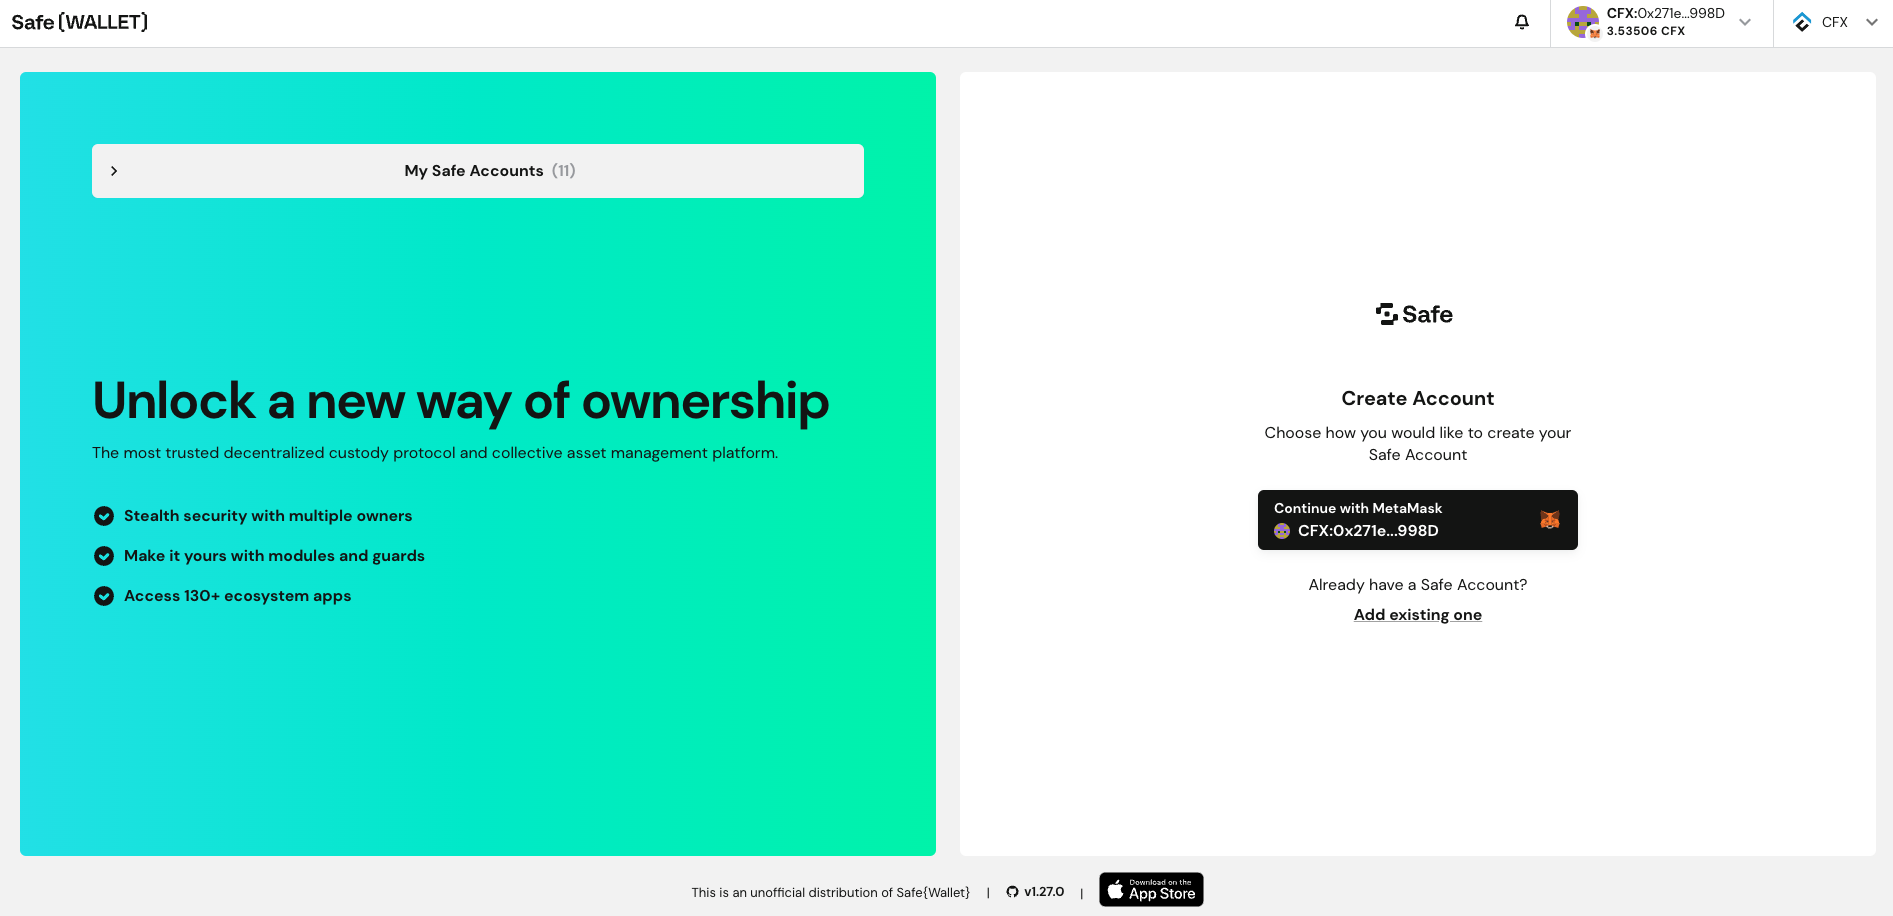 Safe{WALLET}
CFX:0x271e...998D
3.53506 CFX
CFX
My Safe Accounts (11)
Unlock a new way of ownership
The most trusted decentralized custody protocol and collective asset management platform.
Stealth security with multiple owners
Make it yours with modules and guards
Access 130+ ecosystem apps
Safe
Create Account
Choose how you would like to create your
Safe Account
Continue with MetaMask
CFX:0x271e...998D
Already have a Safe Account?
Add existing one
This is an unofficial distribution of Safe{Wallet} | v1.27.0 |
Download on the
App Store